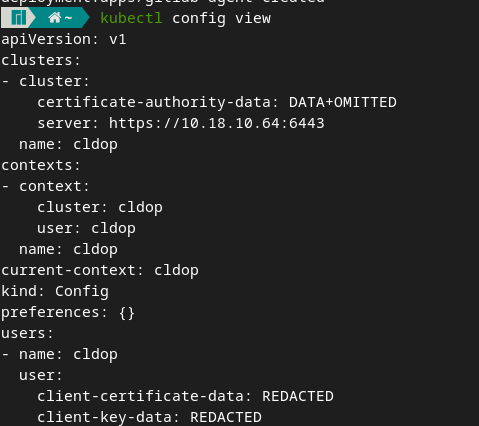 deployment.apps/gitlab-agent created
~ kubectl config view
apiVersion: v1
clusters:
- cluster:
    certificate-authority-data: DATA+OMITTED
    server: https://10.18.10.64:6443
  name: cldop
contexts:
- context:
    cluster: cldop
    user: cldop
  name: cldop
current-context: cldop
kind: Config
preferences: {}
users:
- name: cldop
  user:
    client-certificate-data: REDACTED
    client-key-data: REDACTED